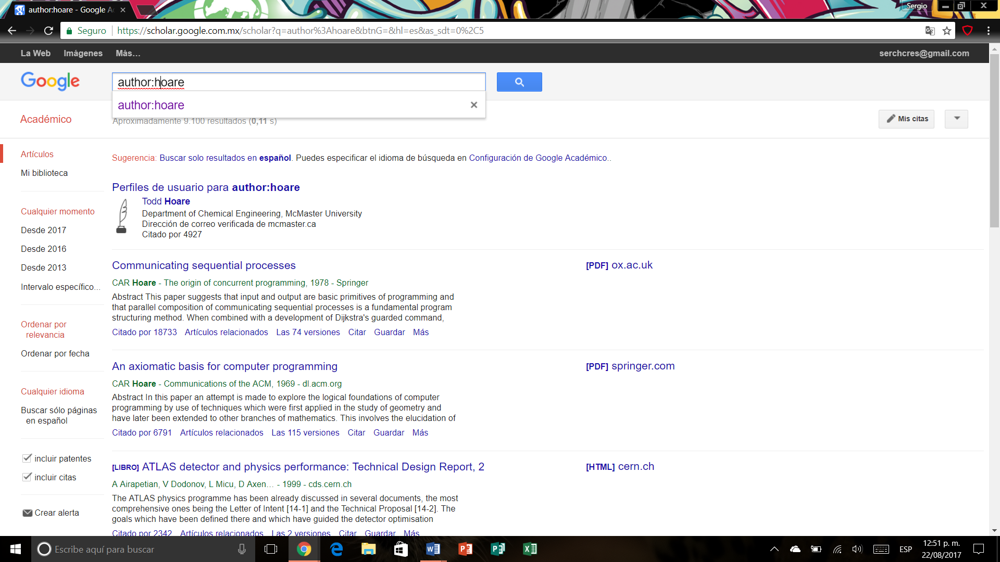 author:hoare - Google Ac
Sergio
Seguro
https://scholar.google.com.mx/scholar?q=author%3Ahoare&btnG=&hl=es&as_sdt=0%2C5
La Web Imágenes Más...
serchcres@gmail.com
Google
author:hoare
author:hoare
Académico
Aproximadamente 9.100 resultados (0,11 s)
Mis citas
Artículos
Mi biblioteca
Cualquier momento
Desde 2017
Desde 2016
Desde 2013
Intervalo específico...
Ordenar por
relevancia
Ordenar por fecha
Cualquier idioma
Buscar sólo páginas
en español
incluir patentes
incluir citas
Crear alerta
Sugerencia: Buscar solo resultados en español. Puedes especificar el idioma de búsqueda en Configuración de Google Académico..
Perfiles de usuario para author:hoare
Todd Hoare
Department of Chemical Engineering, McMaster University
Dirección de correo verificada de mcmaster.ca
Citado por 4927
Communicating sequential processes
[PDF] ox.ac.uk
CAR Hoare - The origin of concurrent programming, 1978 - Springer
Abstract This paper suggests that input and output are basic primitives of programming and
that parallel composition of communicating sequential processes is a fundamental program
structuring method. When combined with a development of Dijkstra's guarded command,
Citado por 18733 Artículos relacionados Las 74 versiones Citar Guardar Más
An axiomatic basis for computer programming
[PDF] springer.com
CAR Hoare - Communications of the ACM, 1969 - dl.acm.org
Abstract In this paper an attempt is made to explore the logical foundations of computer
programming by use of techniques which were first applied in the study of geometry and
have later been extended to other branches of mathematics. This involves the elucidation of
Citado por 6791 Artículos relacionados Las 115 versiones Citar Guardar Más
[LIBRO] ATLAS detector and physics performance: Technical Design Report, 2
[HTML] cern.ch
A Airapetian, V Dodonov, L Micu, D Axen... - 1999 - cds.cern.ch
The ATLAS physics programme has been already discussed in several documents, the most
comprehensive ones being the Letter of Intent [14-1] and the Technical Proposal [14-2]. The
goals which have been defined there and which have guided the detector optimisation
Citado por 2342 Artículos relacionados Las 2 versiones Citar Guardar Más
Escribe aquí para buscar
ESP
12:51 p. m.
22/08/2017